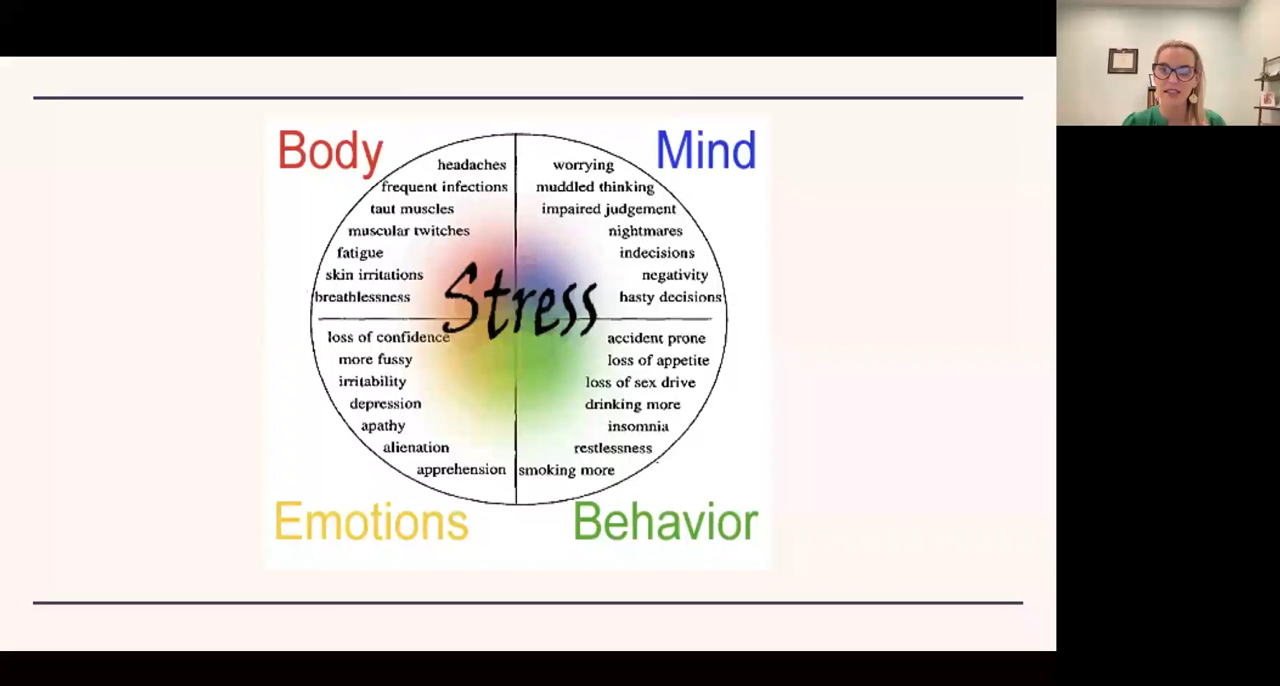 Body
headaches
frequent infections
taut muscles
muscular twitches
fatigue
skin irritations
breathlessness
Mind
worrying
muddled thinking
impaired judgement
nightmares
indecisions
negativity
hasty decisions
Stress
loss of confidence
more fussy
irritability
depression
apathy
alienation
apprehension
Emotions
accident prone
loss of appetite
loss of sex drive
drinking more
insomnia
restlessness
smoking more
Behavior